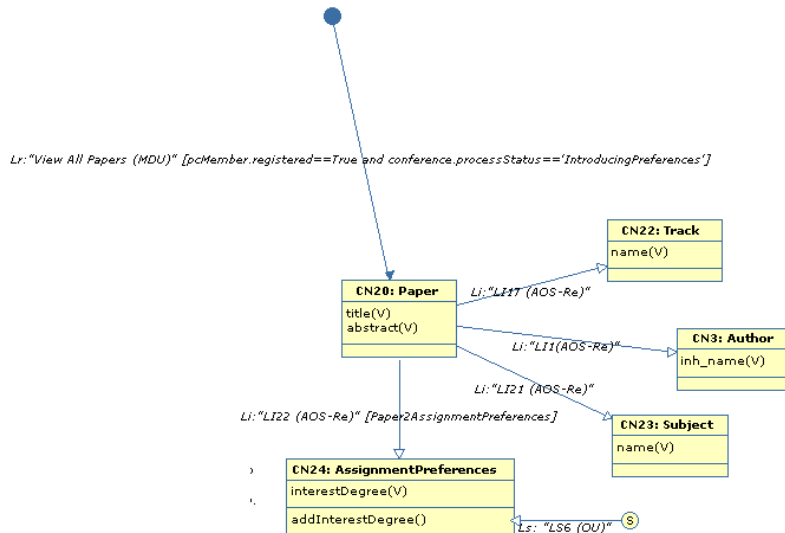 Lr:"View All Papers (MDU)" [pcMember.registered==True and conference.processStatus=='IntroducingPreferences']
CN22: Track
name(V)
CN20: Paper
title(V)
abstract(V)
Li:"LI17 (AOS-Re)"
CN3: Author
inh_name(V)
Li:"LI1(AOS-Re)"
Li:"LI21 (AOS-Re)"
Li:"LI22 (AOS-Re)" [Paper2AssignmentPreferences]
CN23: Subject
name(V)
CN24: AssignmentPreferences
interestDegree(V)
addInterestDegree()
Ls: "LS6 (OU)"
S